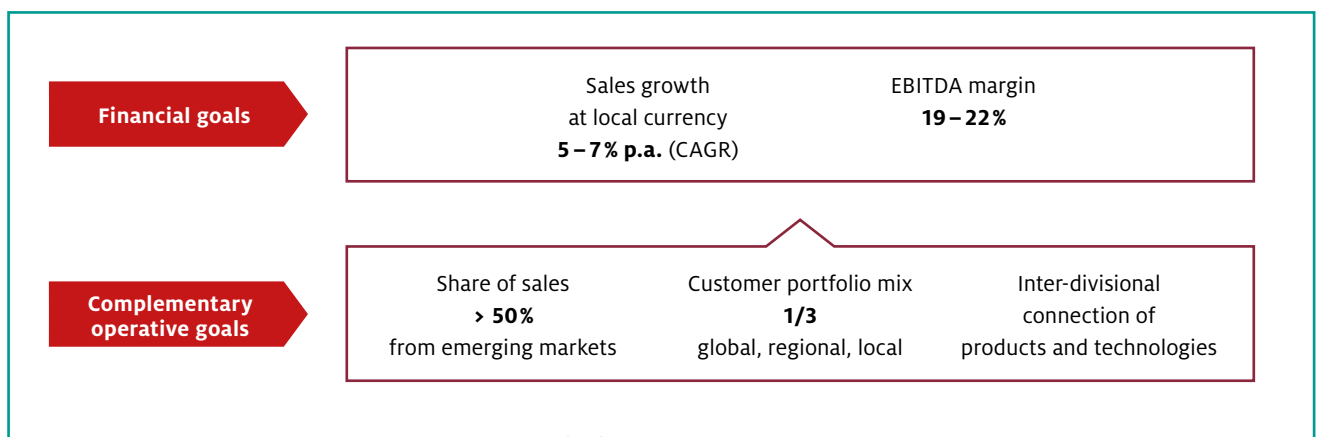 Financial goals
Sales growth
at local currency
5 – 7 % p.a. (CAGR)
EBITDA margin
19 – 22 %
Complementary
operative goals
Share of sales
> 50 %
from emerging markets
Customer portfolio mix
1/3
global, regional, local
Inter-divisional
connection of
products and technologies